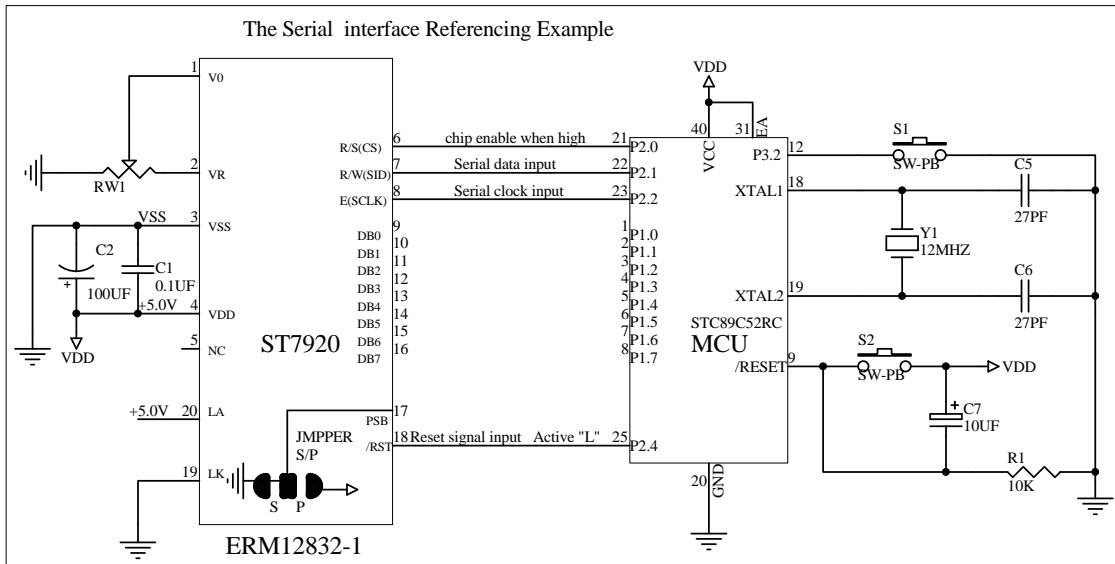 The Serial interface Referencing Example
1
V0
2
VR
RW1
3
VSS
VSS
C2
C1
0.1UF
100UF
+5.0V
4
VDD
VDD
5
NC
ST7920
+5.0V
20
LA
19
LK
JMPPER
S/P
S
P
PSB
17
/RST
18
Reset signal input
Active "L"
ERM12832-1
R/S(CS)
6
chip enable when high
R/W(SID)
7
Serial data input
E(SCLK)
8
Serial clock input
9
DB0
10
DB1
11
DB2
12
DB3
13
DB4
14
DB5
15
DB6
16
DB7
VDD
40
VCC
31
EA
21
P2.0
22
P2.1
23
P2.2
1
P1.0
2
P1.1
3
P1.2
4
P1.3
5
P1.4
6
P1.5
7
P1.6
8
P1.7
25
P2.4
STC89C52RC
MCU
20
GND
P3.2
12
S1
SW-PB
XTAL1
18
C5
27PF
Y1
12MHZ
XTAL2
19
C6
27PF
/RESET
9
S2
SW-PB
VDD
+
C7
10UF
R1
10K
+